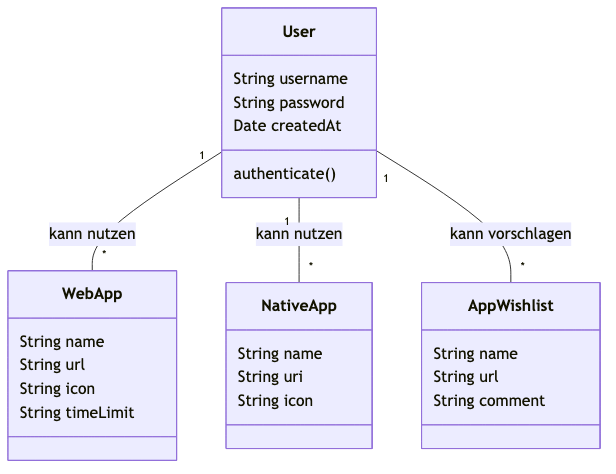 User
String username
String password
Date createdAt
authenticate()
1
1
1
kann nutzen
kann nutzen
kann vorschlagen
*
*
*
WebApp
String name
String url
String icon
String timeLimit
NativeApp
String name
String uri
String icon
AppWishlist
String name
String url
String comment